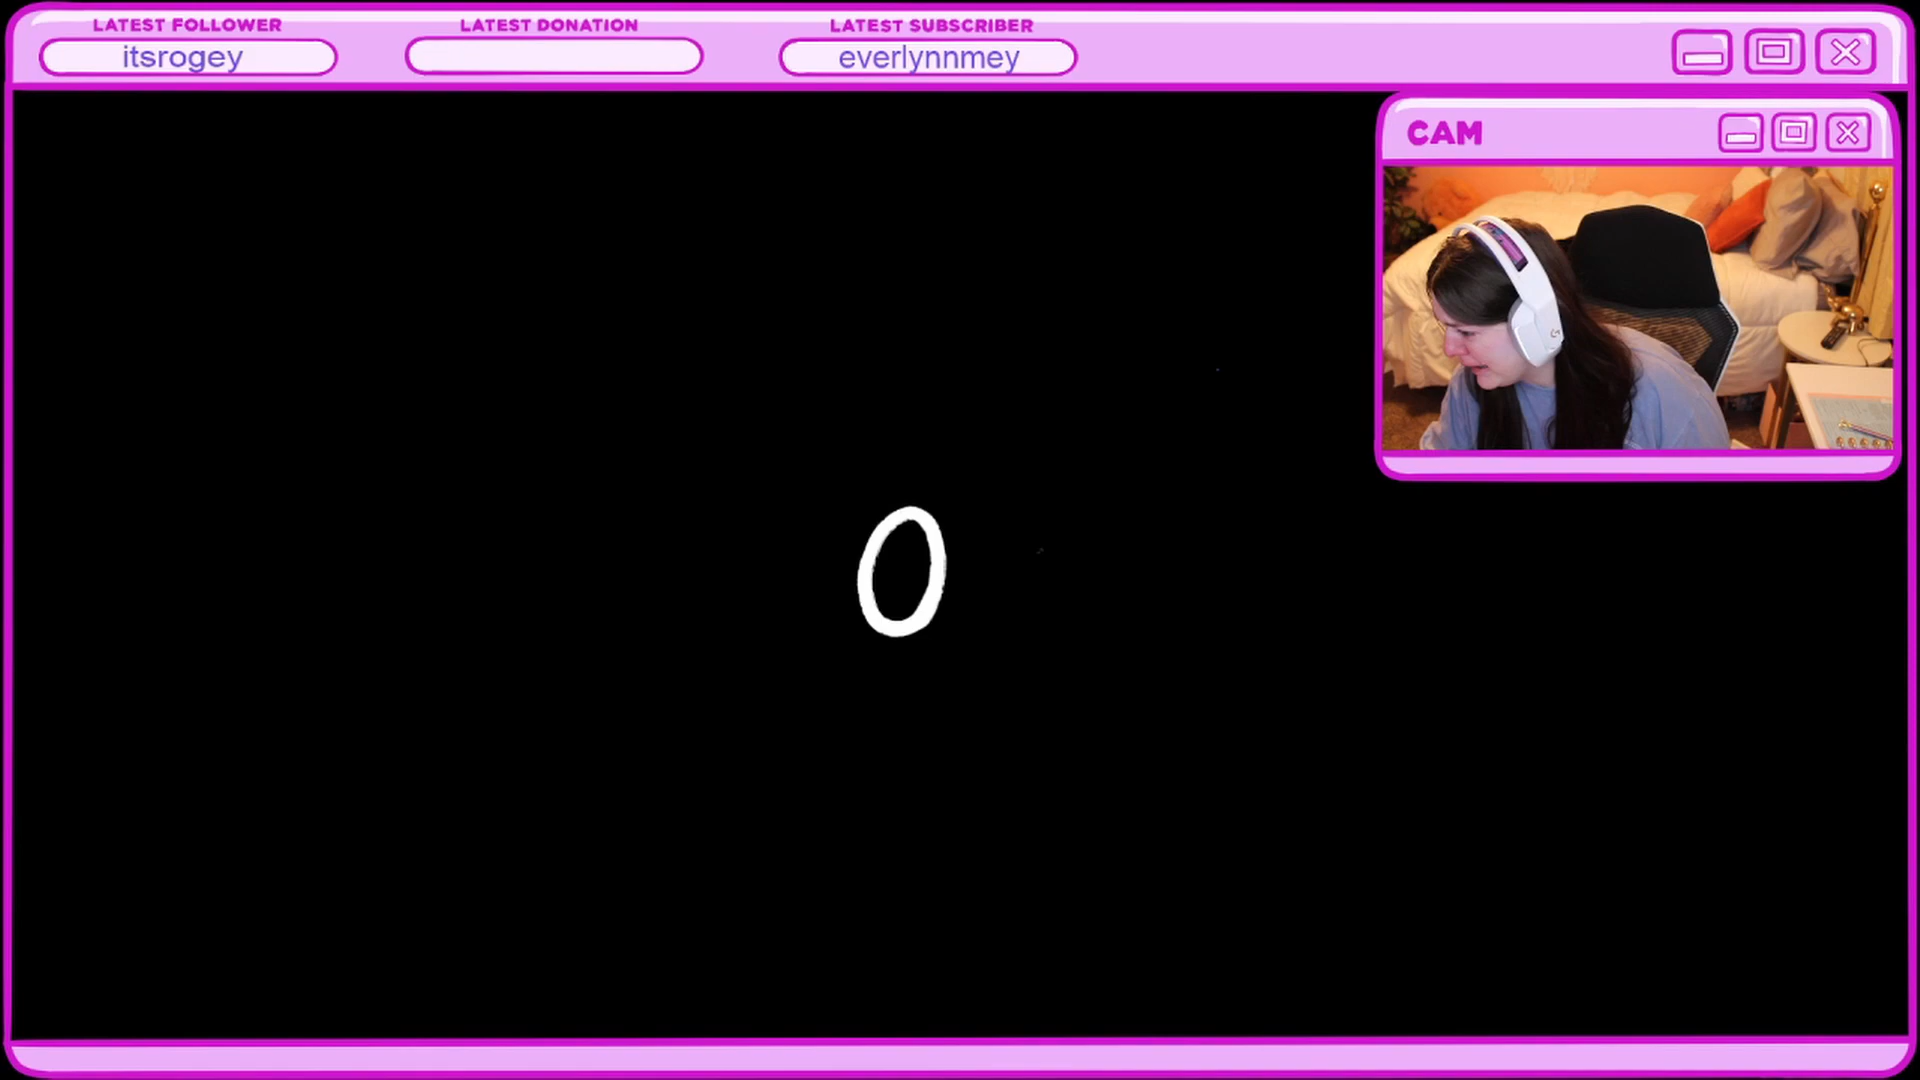 LATEST FOLLOWER
itsrogey
LATEST DONATION
LATEST SUBSCRIBER
everlynnmey
CAM
0